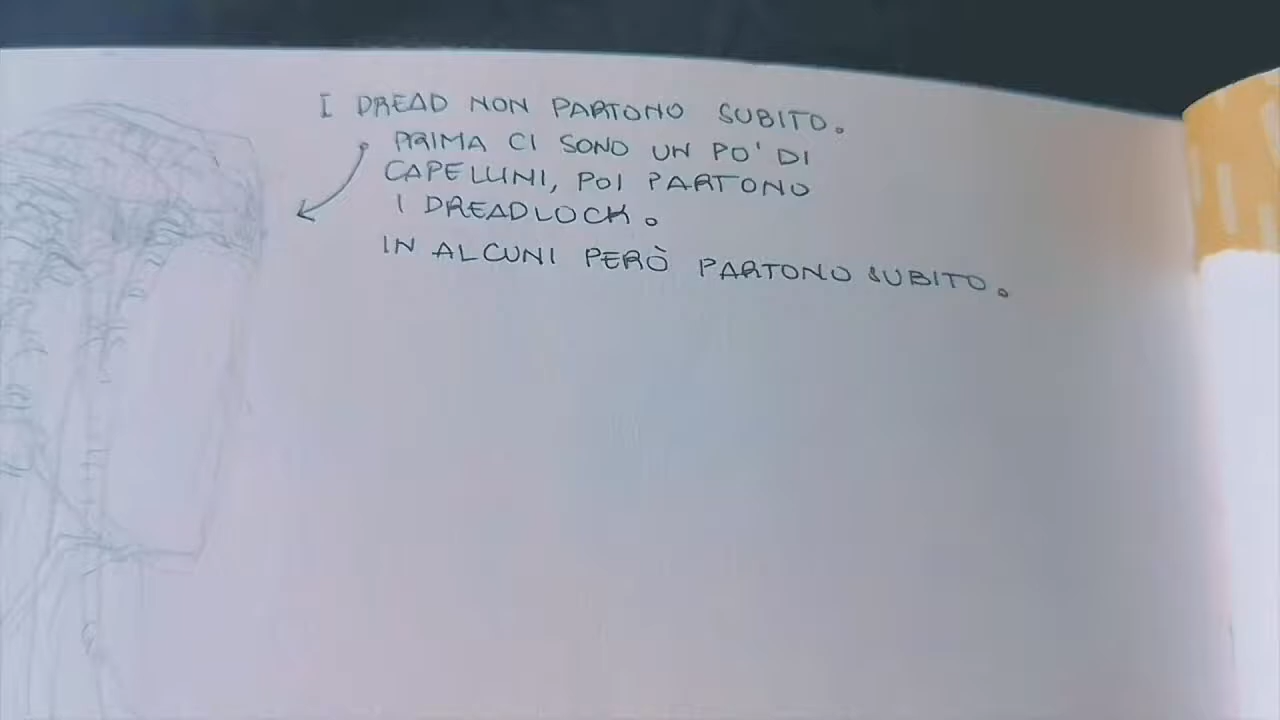 I DREAD NON PARTONO SUBITO.
PRIMA CI SONO UN PO' DI
CAPELLINI, POI PARTONO
I DREADLOCK.
IN ALCUNI PERÒ PARTONO SUBITO.